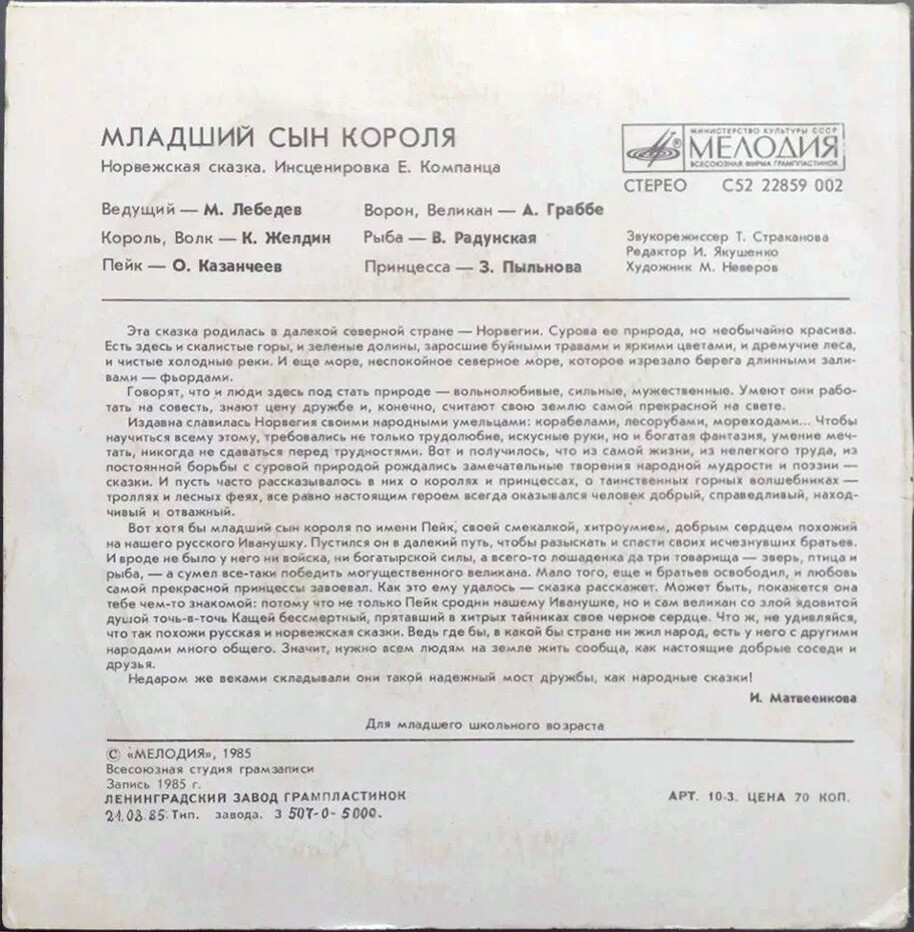 МЛАДШИЙ СЫН КОРОЛЯ
Норвежская сказка. Инсценировка Е. Компанца
МИНИСТЕРСТВО КУЛЬТУРЫ СССР
МЕЛОДИЯ
ВСЕСОЮЗНАЯ ФИРМА ГРАМПЛАСТИНОК
СТЕРЕО С52 22859 002
Ведущий — М. Лебедев
Король, Волк — К. Желдин
Пейк — О. Казанчеев
Ворон, Великан — А. Граббе
Рыба — В. Радунская
Принцесса — З. Пыльнова
Звукорежиссер Т. Страканова
Редактор И. Якушенко
Художник М. Неверов
Эта сказка родилась в далекой северной стране — Норвегии. Сурова ее природа, но необычайно красива.
Есть здесь и скалистые горы, и зеленые долины, заросшие буйными травами и яркими цветами, и дремучие леса,
и чистые холодные реки. И еще море, неспокойное северное море, которое изрезало берега длинными зали-
вами — фьордами.
Говорят, что и люди здесь под стать природе — вольнолюбивые, сильные, мужественные. Умеют они рабо-
тать на совесть, знают цену дружбе и, конечно, считают свою землю самой прекрасной на свете.
Издавна славилась Норвегия своими народными умельцами: корабелами, лесорубами, мореходами... Чтобы
научиться всему этому, требовались не только трудолюбие, искусные руки, но и богатая фантазия, умение меч-
тать, никогда не сдаваться перед трудностями. Вот и получилось, что из самой жизни, из нелегкого труда, из
постоянной борьбы с суровой природой рождались замечательные творения народной мудрости и поэзии —
сказки. И пусть часто рассказывалось в них о королях и принцессах, о таинственных горных волшебниках —
троллях и лесных феях, все равно настоящим героем всегда оказывался человек добрый, справедливый, наход-
чивый и отважный.
Вот хотя бы младший сын короля по имени Пейк, своей смекалкой, хитроумием, добрым сердцем похожий
на нашего русского Иванушку. Пустился он в далекий путь, чтобы разыскать и спасти своих исчезнувших братьев.
И вроде не было у него ни войска, ни богатырской силы, а всего-то лошаденка да три товарища — зверь, птица и
рыба, — а сумел все-таки победить могущественного великана. Мало того, еще и братьев освободил, и любовь
самой прекрасной принцессы завоевал. Как это ему удалось — сказка расскажет. Может быть, покажется она
тебе чем-то знакомой: потому что не только Пейк сродни нашему Иванушке, но и сам великан со злой ядовитой
душой точь-в-точь Кащей бессмертный, прятавший в хитрых тайниках свое черное сердце. Что ж, не удивляйся,
что так похожи русская и норвежская сказки. Ведь где бы, в какой бы стране ни жил народ, есть у него с другими
народами много общего. Значит, нужно всем людям на земле жить сообща, как настоящие добрые соседи и
друзья.
Недаром же веками складывали они такой надежный мост дружбы, как народные сказки!
И. Матвеенкова
Для младшего школьного возраста
© «МЕЛОДИЯ», 1985
Всесоюзная студия грамзаписи
Запись 1985 г.
ЛЕНИНГРАДСКИЙ ЗАВОД ГРАМПЛАСТИНОК
21.08.85. Тип. завода. З 507-0-5000.
АРТ. 10-3. ЦЕНА 70 КОП.